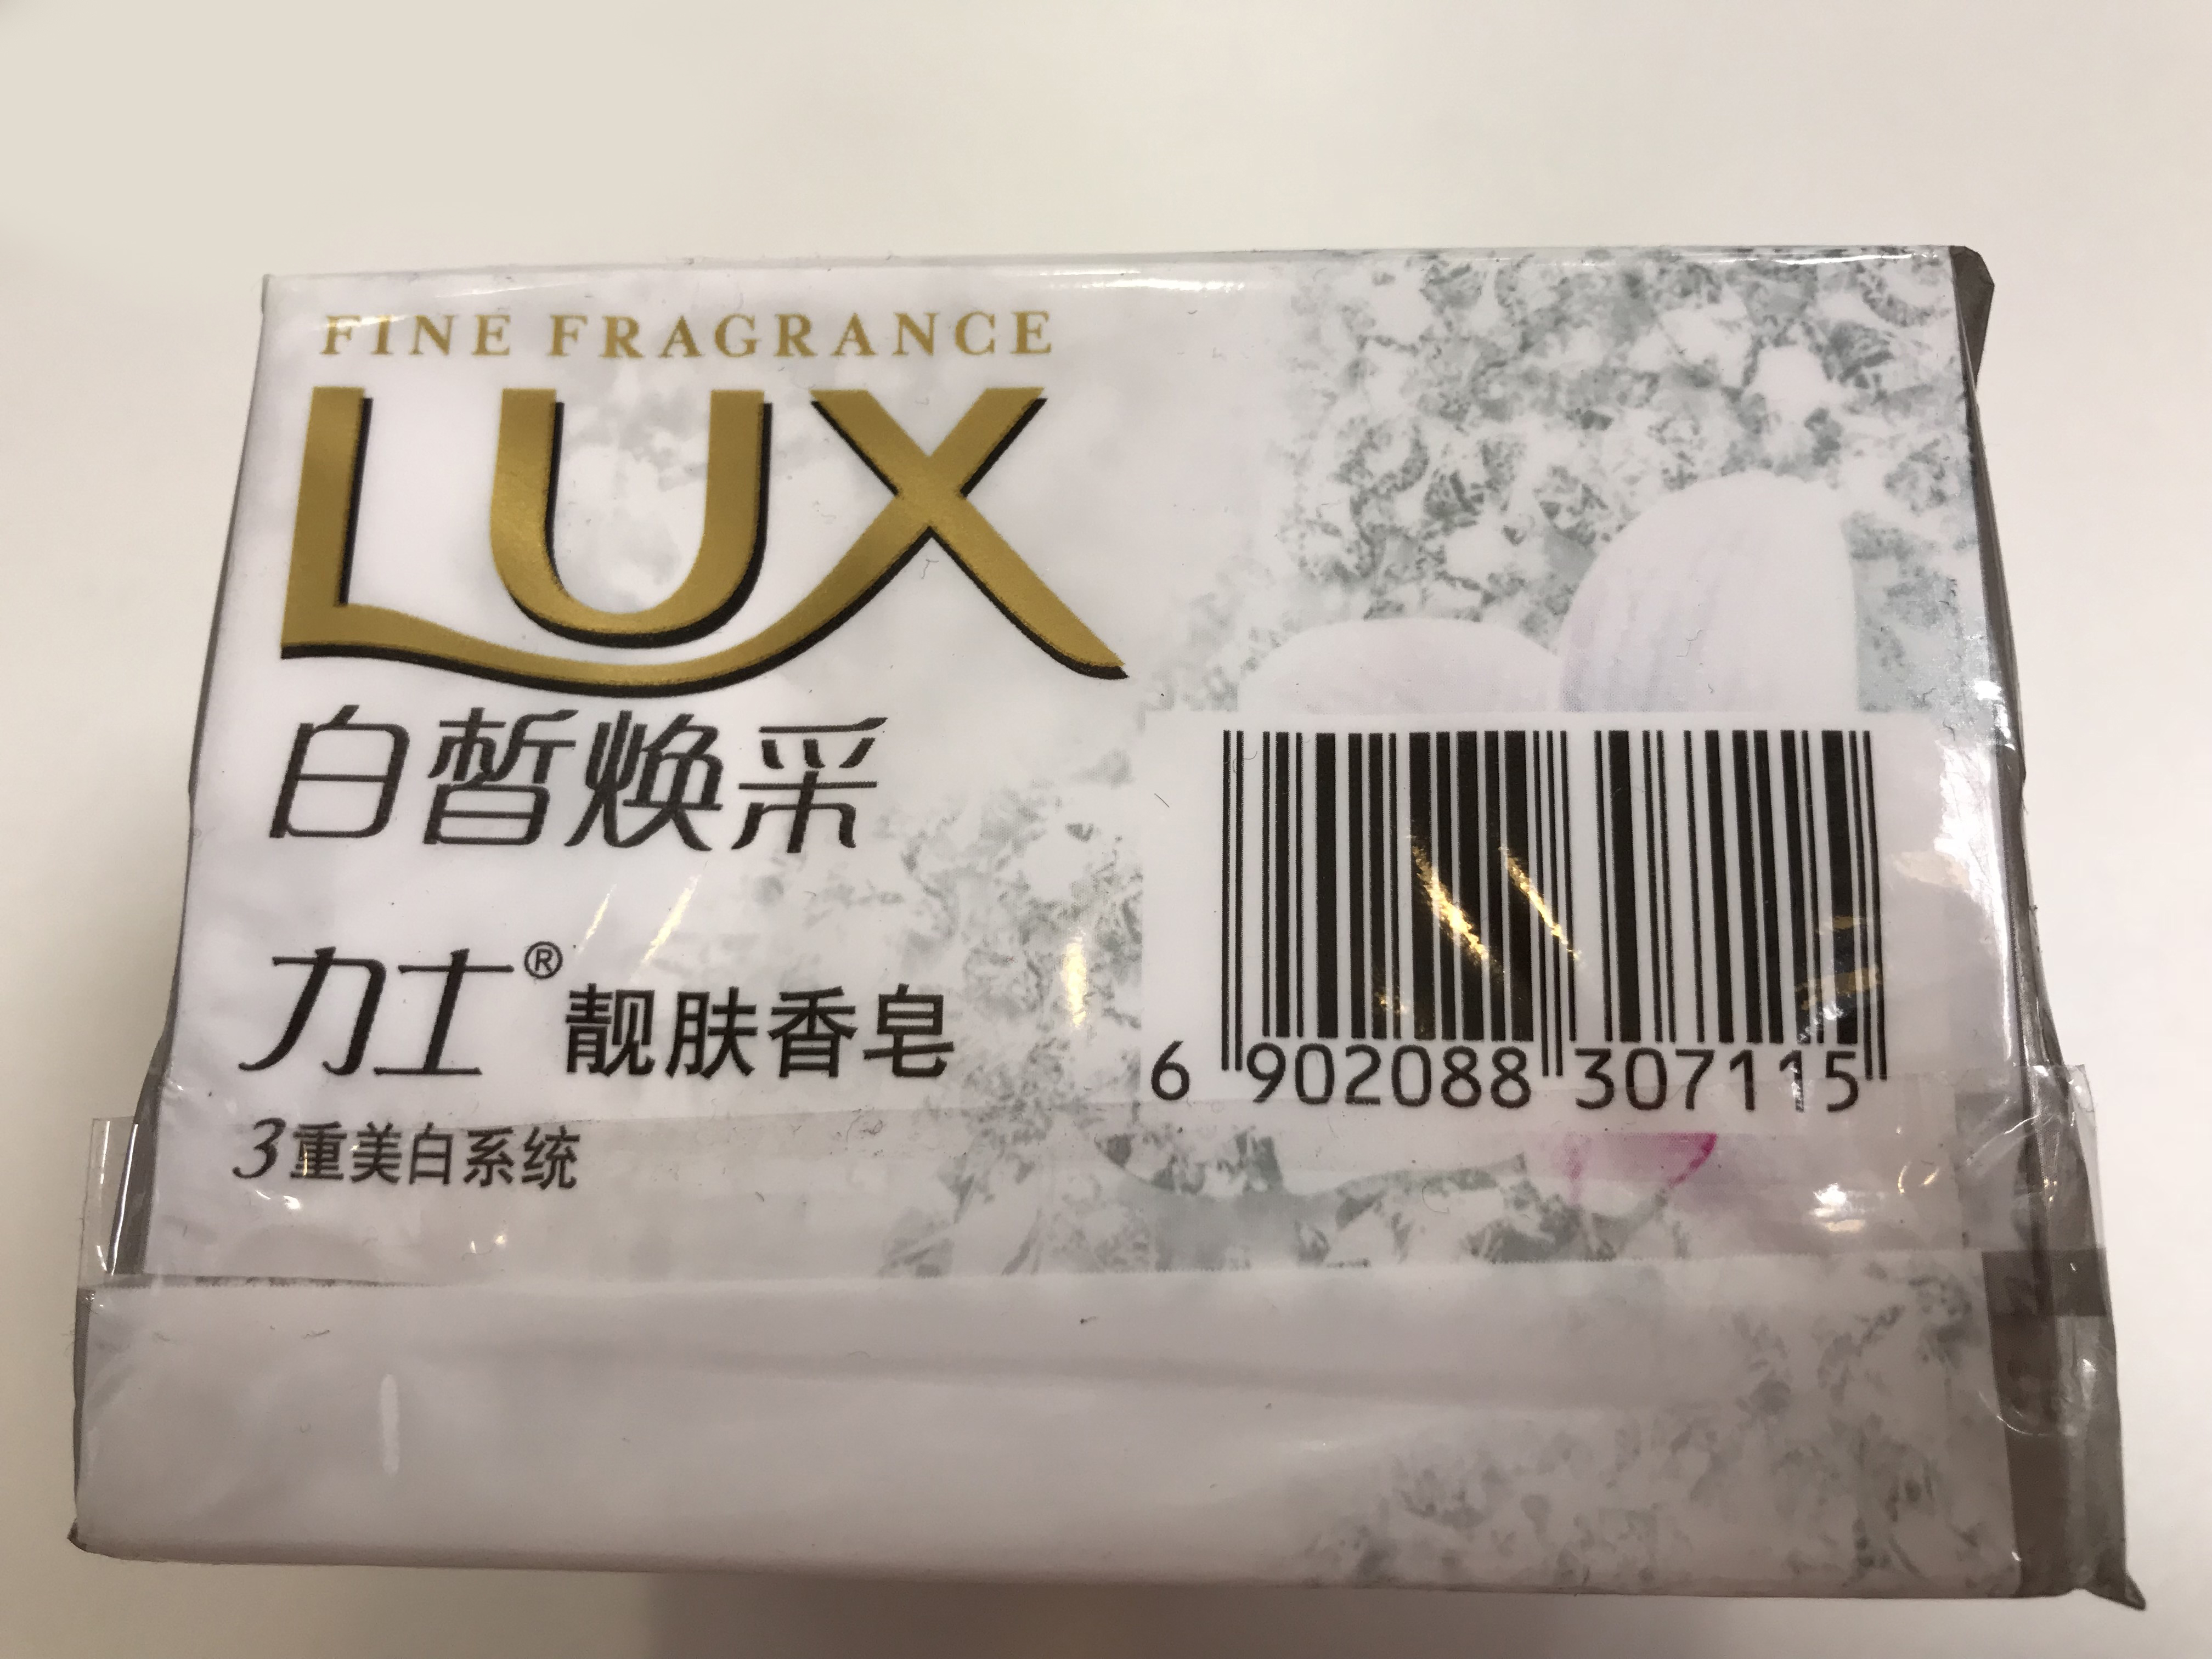 FINE FRAGRANCE
LUX
白皙焕采
力士® 靓肤香皂
3重美白系统
6 902088 307115